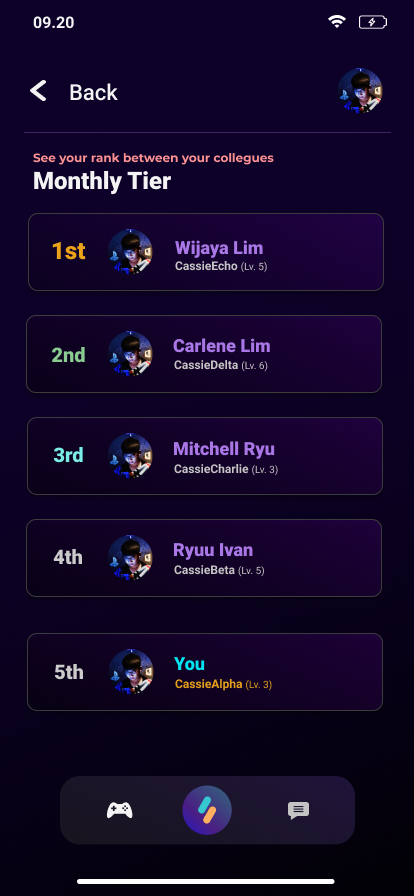 09.20
Back
See your rank between your collegues
Monthly Tier
1st
Wijaya Lim
CassieEcho (Lv. 5)
2nd
Carlene Lim
CassieDelta (Lv. 6)
3rd
Mitchell Ryu
CassieCharlie (Lv. 3)
4th
Ryuu Ivan
CassieBeta (Lv. 5)
5th
You
CassieAlpha (Lv. 3)